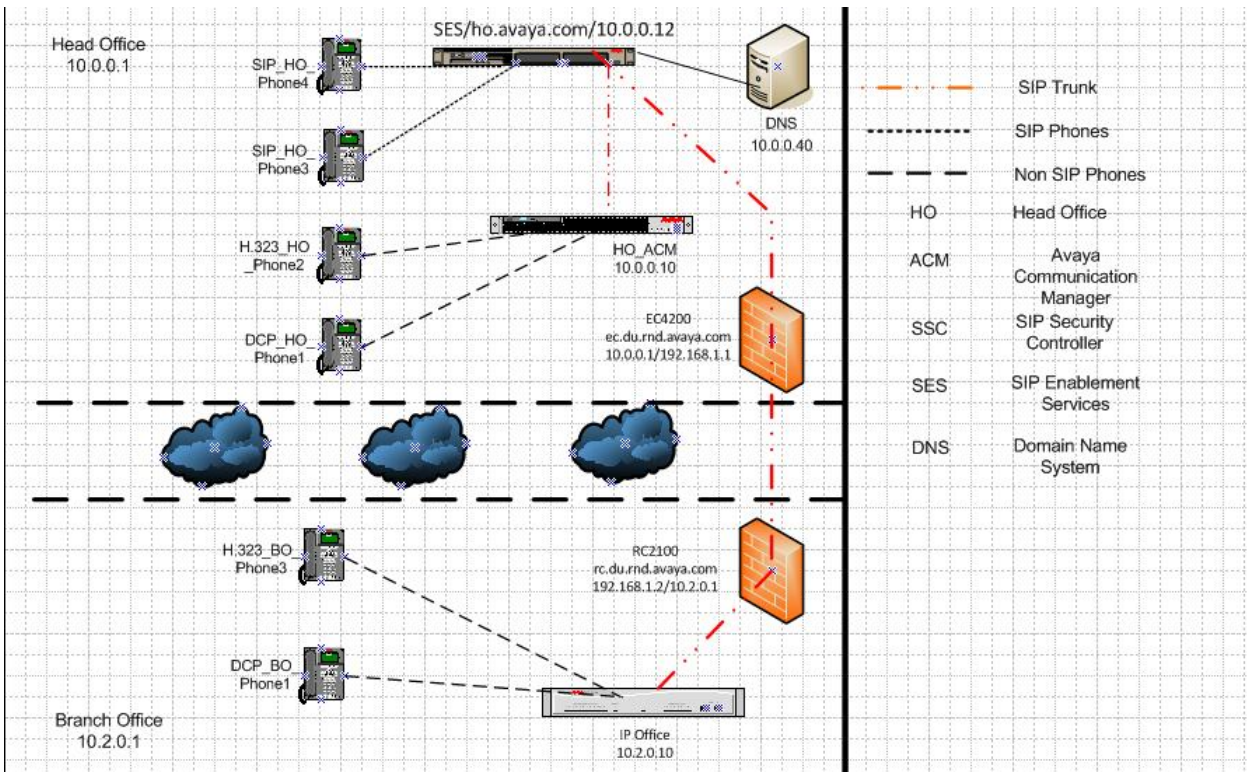 Head Office
10.0.0.1
SES/ho.avaya.com/10.0.0.12
SIP_HO_
Phone4
DNS
10.0.0.40
SIP_HO_
Phone3
H.323_HO
_Phone2
HO_ACM
10.0.0.10
DCP_HO_
Phone1
EC4200
ec.du.rnd.avaya.com
10.0.0.1/192.168.1.1
H.323_BO_
Phone3
RC2100
rc.du.rnd.avaya.com
192.168.1.2/10.2.0.1
DCP_BO_
Phone1
Branch Office
10.2.0.1
IP Office
10.2.0.10
SIP Trunk
SIP Phones
Non SIP Phones
HO Head Office
ACM Avaya
Communication
Manager
SSC SIP Security
Controller
SES SIP Enablement
Services
DNS Domain Name
System